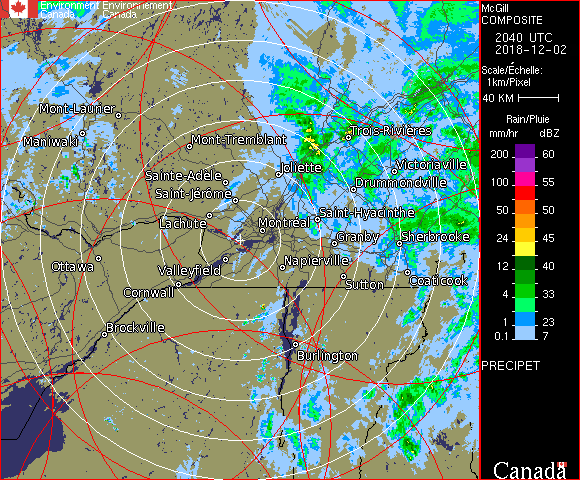 Environment Environnement
Canada Canada
McGill
COMPOSITE
2040 UTC
2018-12-02
Scale/Échelle:
1km/Pixel
40 KM
Rain/Pluie
mm/hr dBZ
200 60
100 55
50 50
24 45
12 40
4 33
1 23
0.1 7
PRECIPET
Canada
Mont-Laurier
Maniwaki
Mont-Tremblant
Trois-Rivières
Joliette
Victoriaville
Sainte-Adèle
Drummondville
Saint-Jérôme
Saint-Hyacinthe
Lachute
Montréal
Granby
Sherbrooke
Ottawa
Valleyfield
Napierville
Sutton
Coaticook
Cornwall
Brockville
Burlington